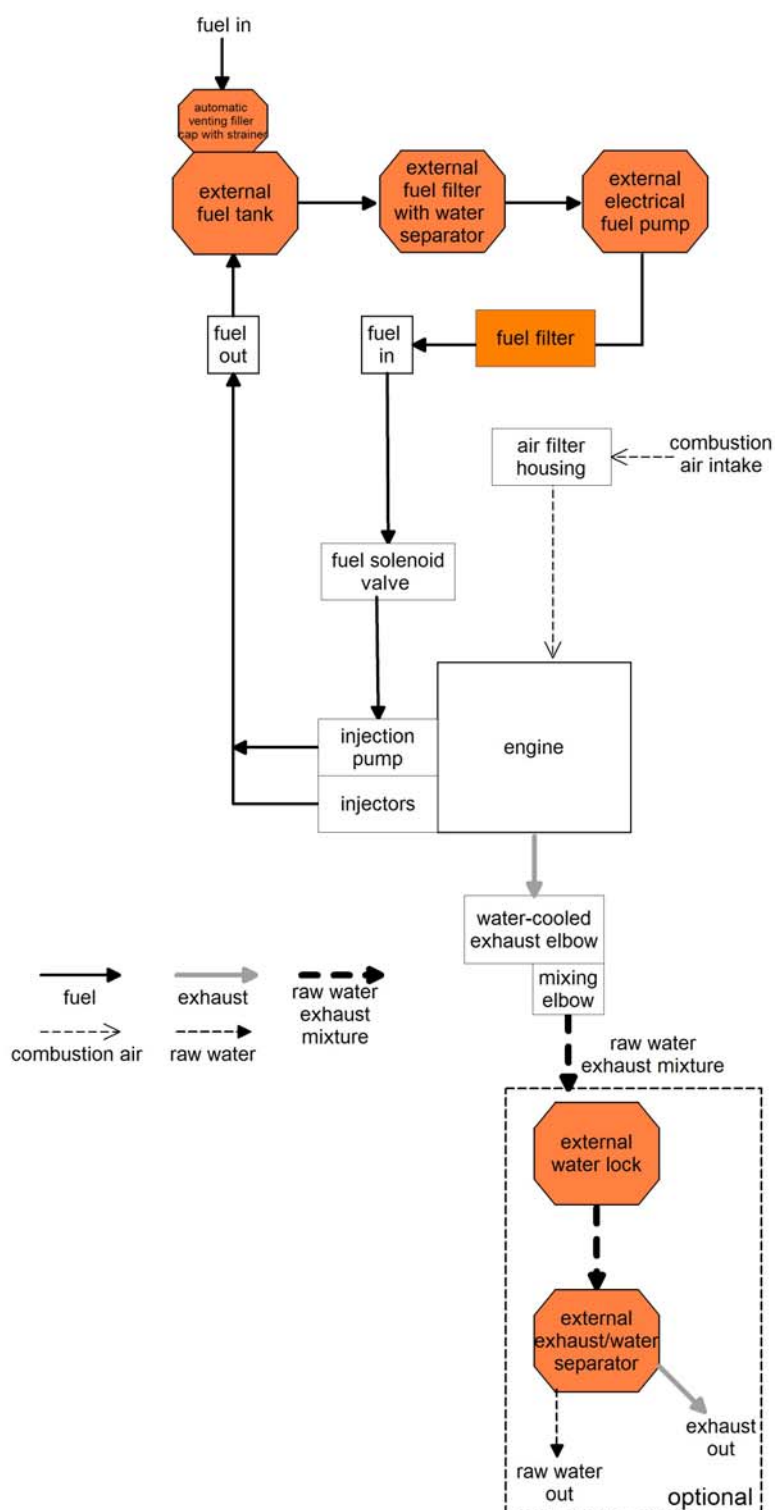 fuel in
automatic
venting filler
cap with strainer
external
fuel tank
external
fuel filter
with water
separator
external
electrical
fuel pump
fuel
out
fuel
in
fuel filter
air filter
housing
combustion
air intake
fuel solenoid
valve
injection
pump
engine
injectors
water-cooled
exhaust elbow
mixing
elbow
fuel
exhaust
raw water
exhaust
mixture
combustion air
raw water
raw water
exhaust mixture
external
water lock
external
exhaust/water
separator
exhaust
out
raw water
out
optional